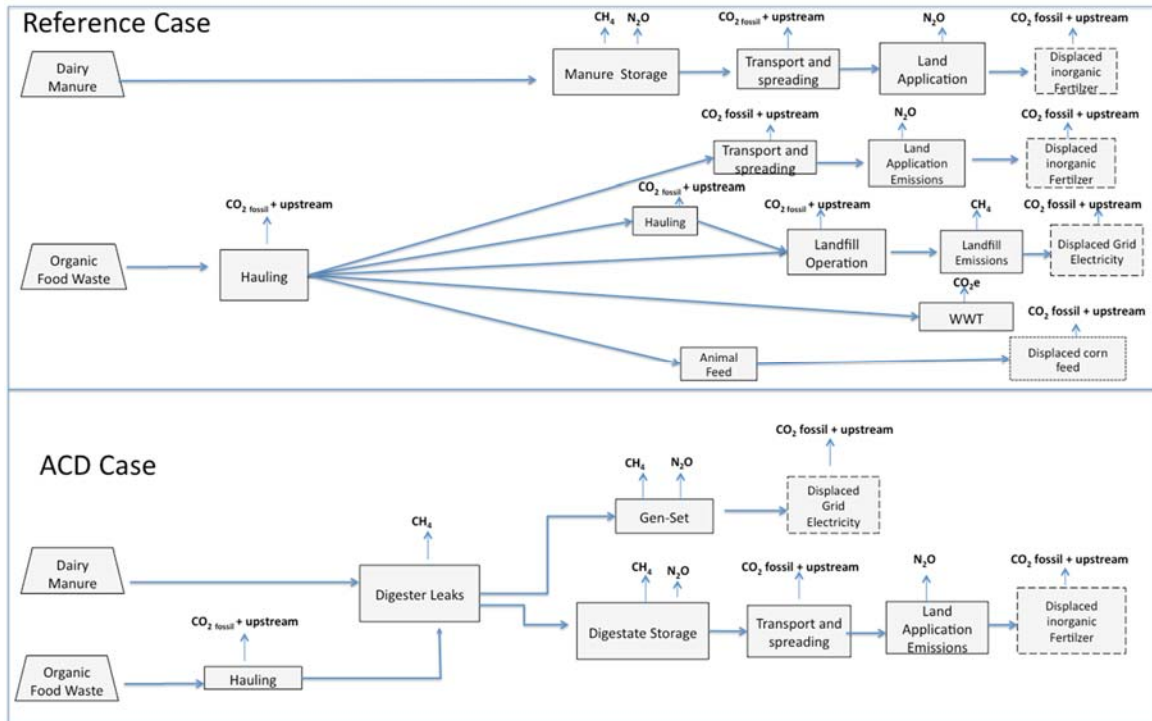 Reference Case
CH₄ N₂O
CO₂ fossil + upstream
N₂O
CO₂ fossil + upstream
Dairy
Manure
Manure Storage
Transport and
spreading
Land
Application
Displaced
inorganic
Fertilzer
CO₂ fossil + upstream
N₂O
CO₂ fossil + upstream
Transport and
spreading
Land
Application
Emissions
Displaced
inorganic
Fertilzer
CO₂ fossil + upstream
Hauling
CO₂ fossil + upstream
CO₂ fossil + upstream
CH₄
CO₂ fossil + upstream
Organic
Food Waste
Hauling
Landfill
Operation
Landfill
Emissions
Displaced Grid
Electricity
CO₂e
WWT
CO₂ fossil + upstream
Animal
Feed
Displaced corn
feed
ACD Case
CH₄
N₂O
CO₂ fossil + upstream
Gen-Set
Displaced
Grid
Electricity
Dairy
Manure
CH₄
Digester Leaks
CH₄
N₂O
CO₂ fossil + upstream
N₂O
CO₂ fossil + upstream
Digestate Storage
Transport and
spreading
Land
Application
Emissions
Displaced
inorganic
Fertilzer
CO₂ fossil + upstream
Organic
Food Waste
Hauling